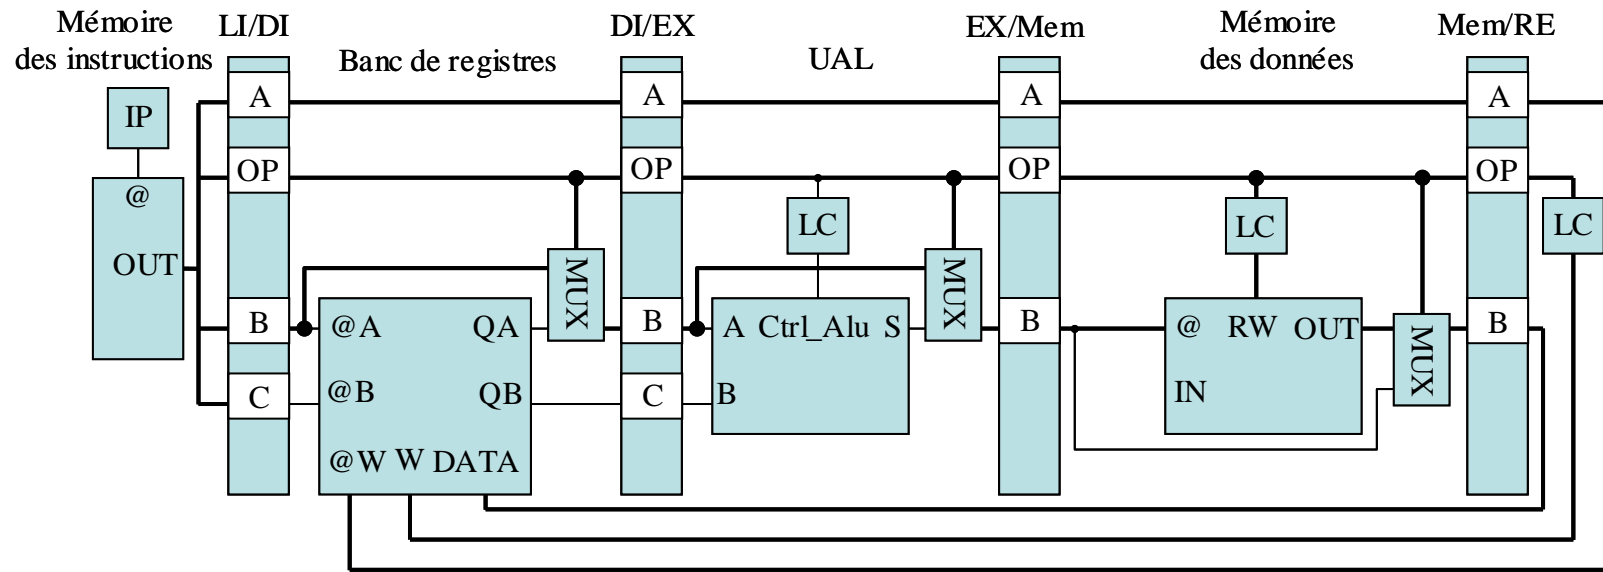 Mémoire
des instructions
LI/DI
Banc de registres
DI/EX
UAL
EX/Mem
Mémoire
des données
Mem/RE
IP
@
OUT
A
OP
B
C
@A
QA
@B
QB
@W W DATA
MUX
A
OP
B
C
LC
A Ctrl_Alu S
B
MUX
A
OP
B
LC
@ RW OUT
IN
MUX
A
OP
B
LC